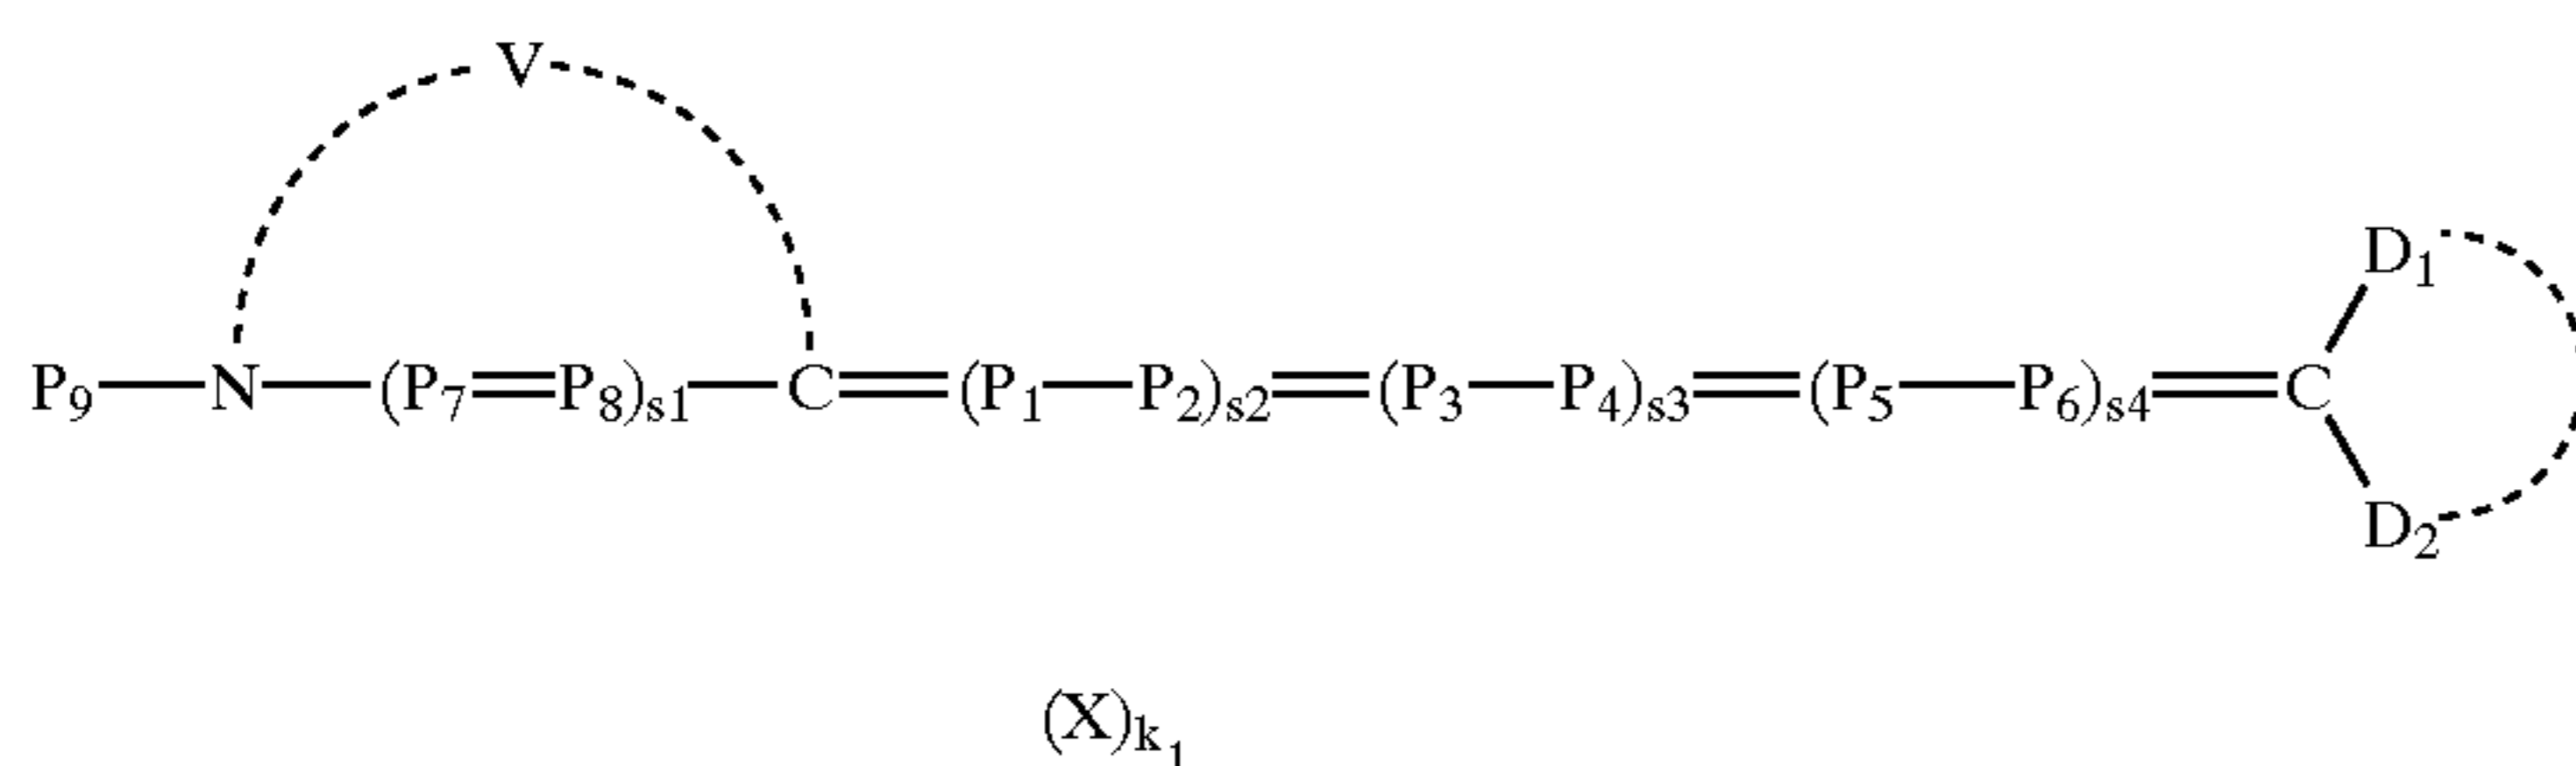 V
D₁
P₉—N—(P₇=P₈)ₛ₁—C=(P₁—P₂)ₛ₂=(P₃—P₄)ₛ₃=(P₅—P₆)ₛ₄=C
D₂
(X)ₖ₁